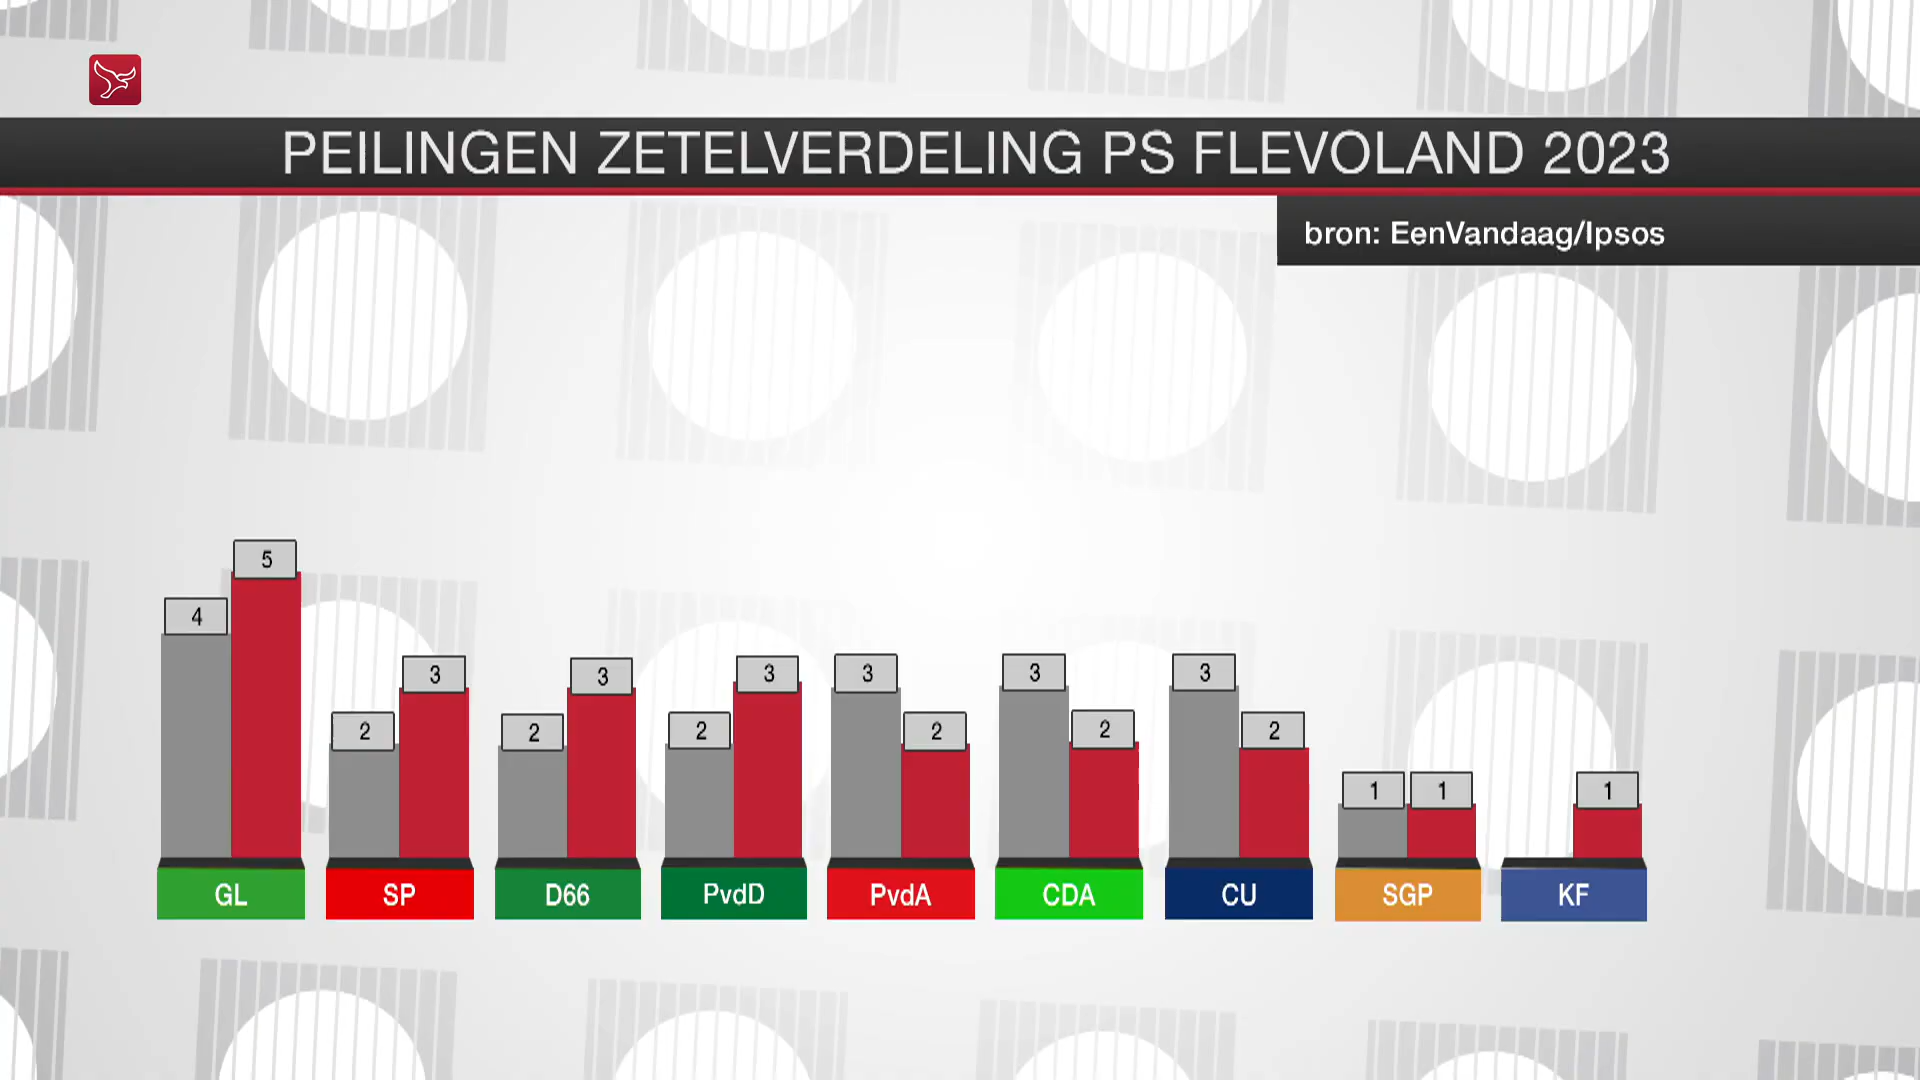 PEILINGEN ZETELVERDELING PS FLEVOLAND 2023
bron: EenVandaag/Ipsos
4 5 2 3 2 3 2 3 3 2 3 2 3 2 1 1 1
GL SP D66 PvdD PvdA CDA CU SGP KF